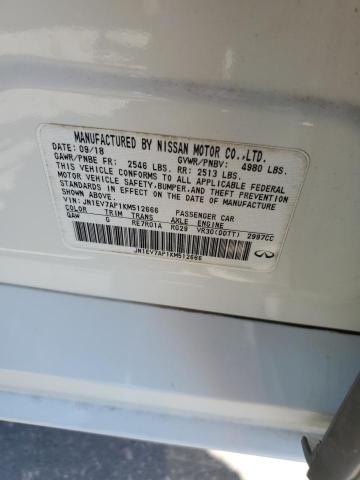 MANUFACTURED BY NISSAN MOTOR CO.,LTD.
DATE: 09/18 GVWR/PNBV: 4980 LBS.
GAWR/PNBE FR: 2546 LBS. RR: 2513 LBS.
THIS VEHICLE CONFORMS TO ALL APPLICABLE FEDERAL
MOTOR VEHICLE SAFETY,BUMPER,AND THEFT PREVENTION
STANDARDS IN EFFECT ON THE DATE OF MANUFACTURE
SHOWN ABOVE.
VIN: JN1EV7AP1KM512666 PASSENGER CAR
COLOR TRIM TRANS AXLE ENGINE
QAW G RE7R01A RG29 VR30(DDTT) 2997CC
JN1EV7AP1KM512666